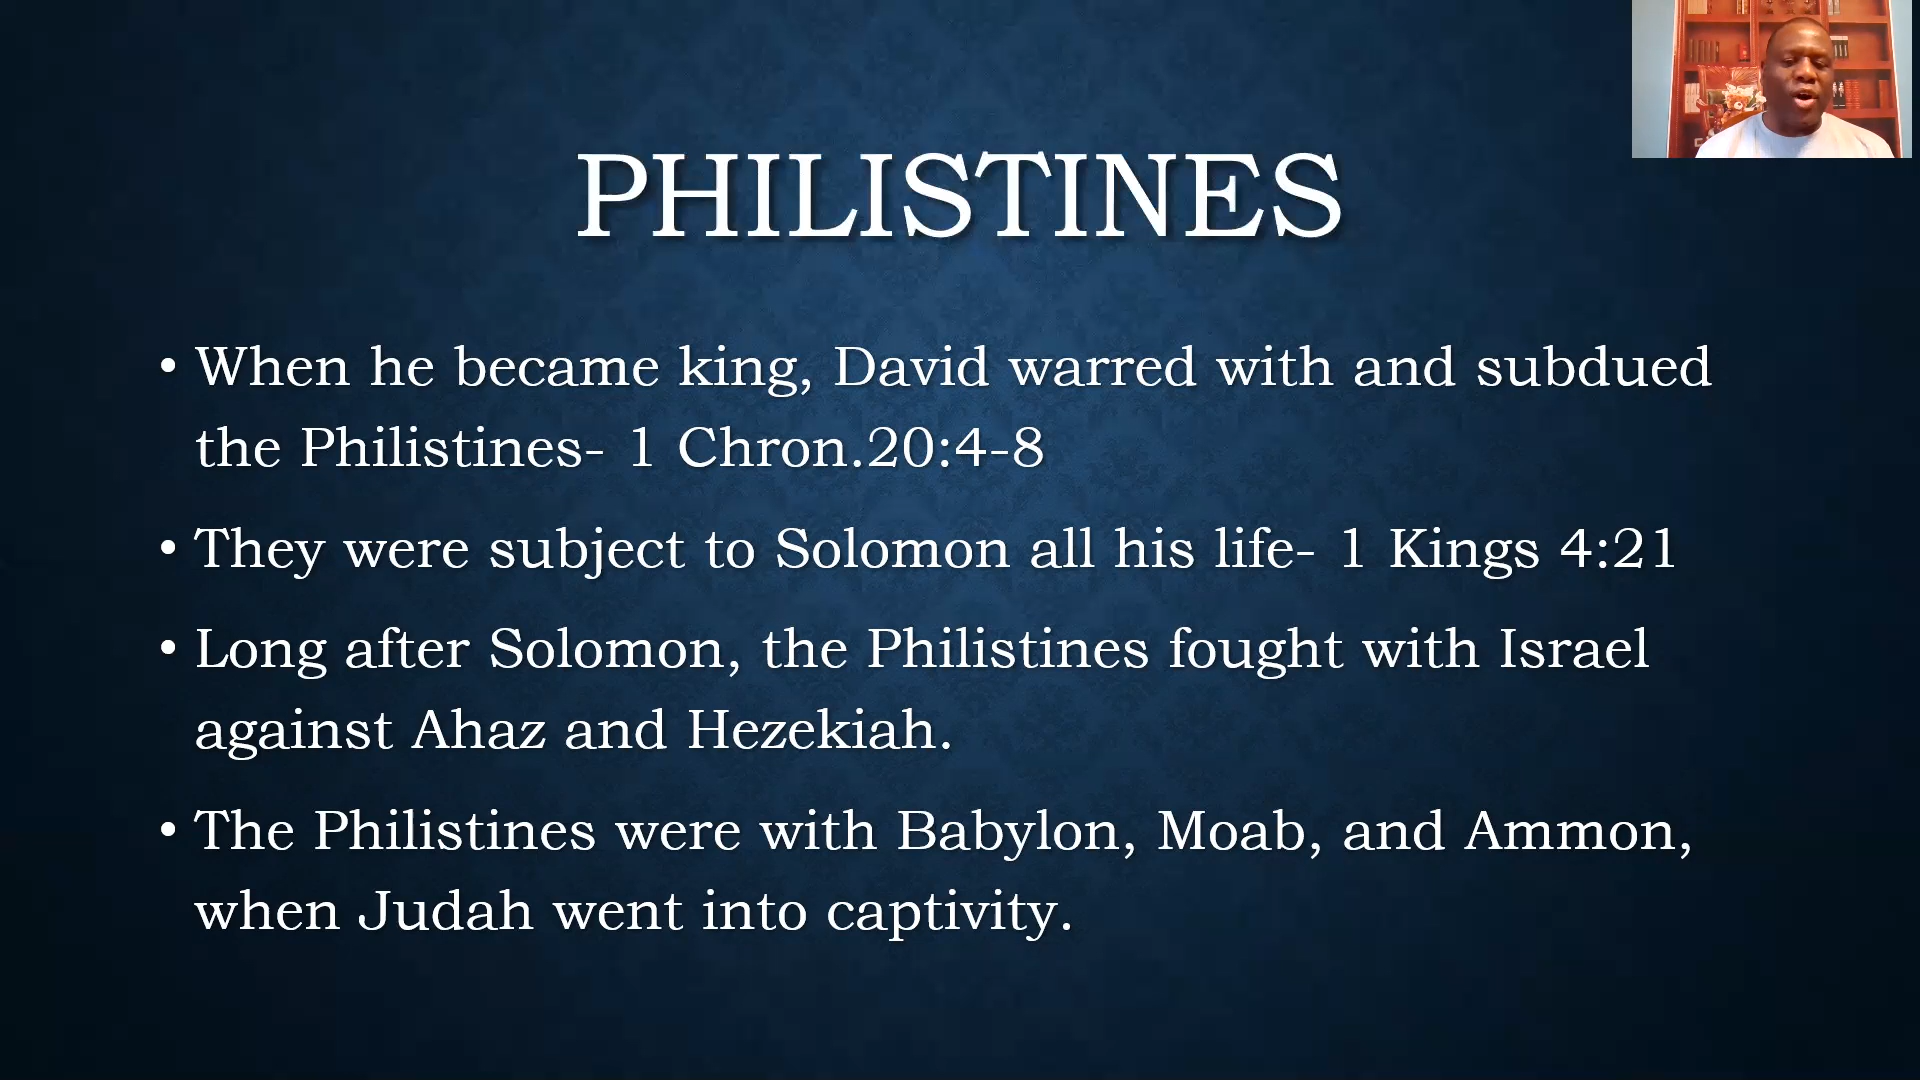 PHILISTINES
• When he became king, David warred with and subdued
the Philistines- 1 Chron.20:4-8
• They were subject to Solomon all his life- 1 Kings 4:21
• Long after Solomon, the Philistines fought with Israel
against Ahaz and Hezekiah.
• The Philistines were with Babylon, Moab, and Ammon,
when Judah went into captivity.